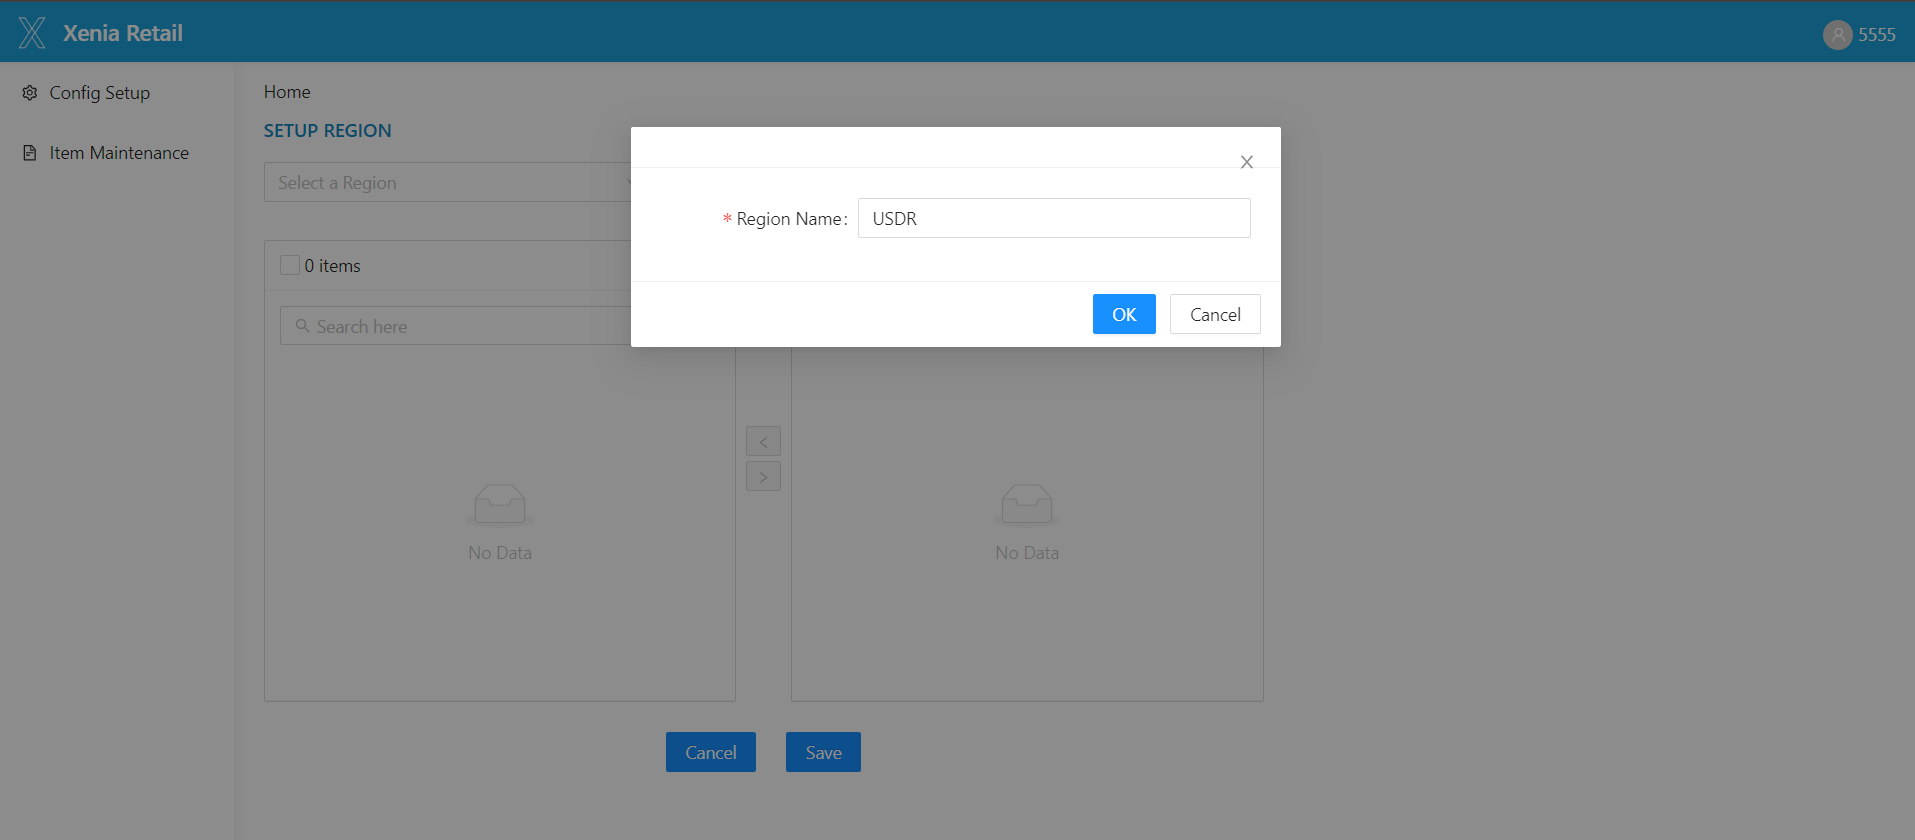 Xenia Retail
5555
Config Setup
Item Maintenance
Home
SETUP REGION
Select a Region
* Region Name: USDR
OK
Cancel
0 items
Search here
<
>
No Data
No Data
Cancel
Save